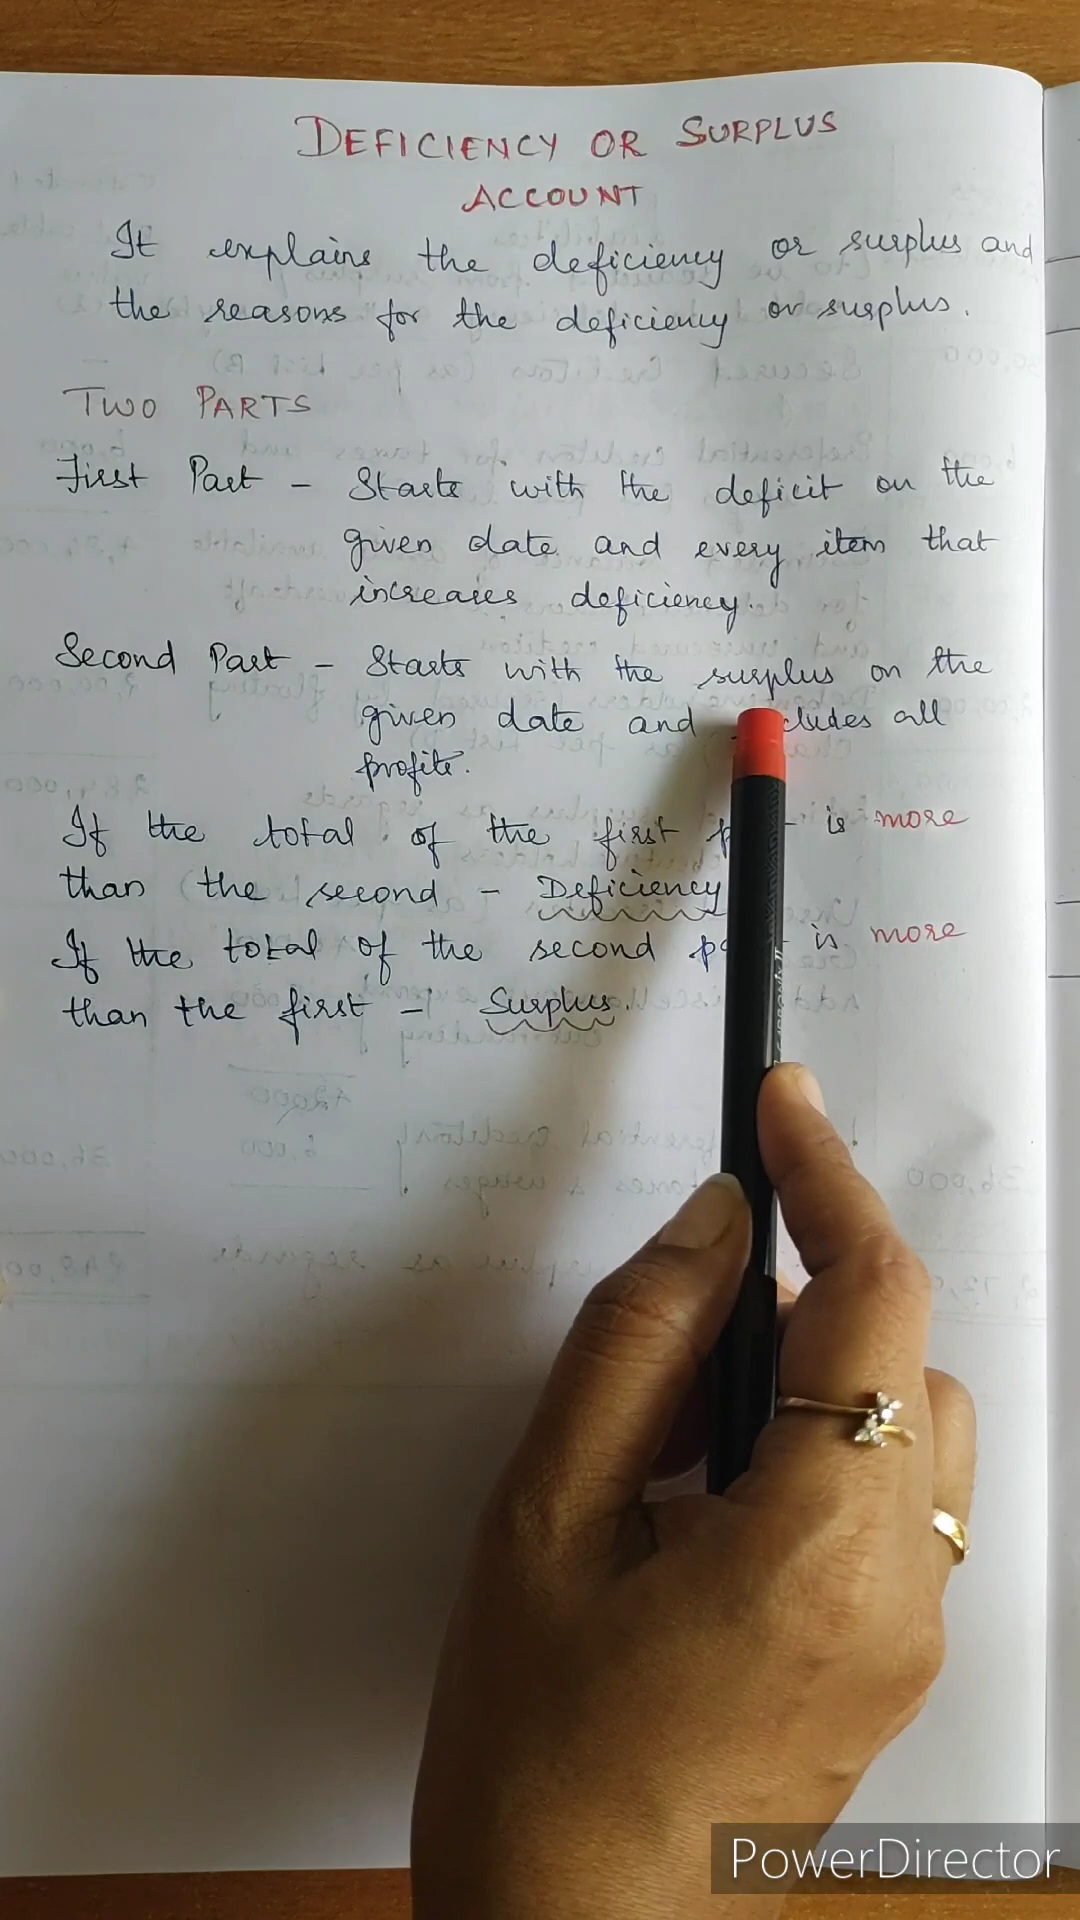 DEFICIENCY OR SURPLUS
ACCOUNT
It explains the deficiency or surplus and
the reasons for the deficiency or surplus.
TWO PARTS
First Part - Starts with the deficit on the
given date and every item that
increases deficiency.
Second Part - Starts with the surplus on the
given date and cludes all
profits.
If the total of the first is more
than the second - Deficiency
If the total of the second is more
than the first - Surplus.
PowerDirector